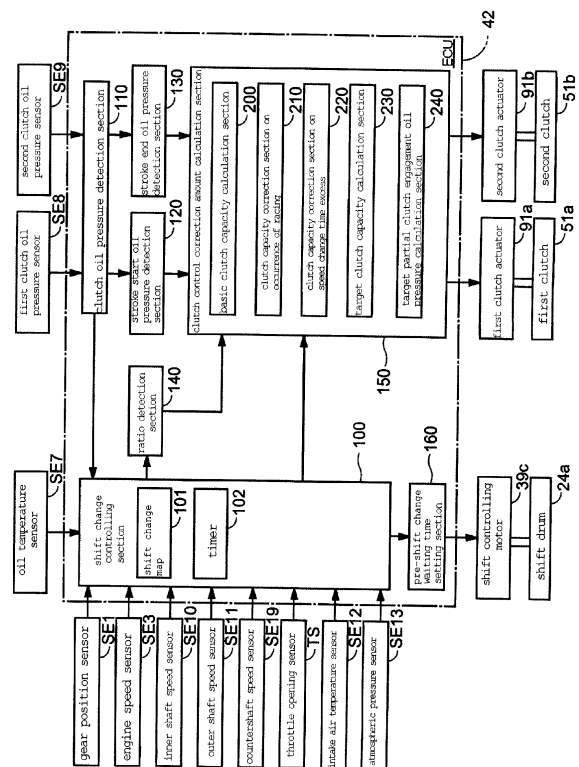 second clutch oil
pressure sensor
SE9
first clutch oil
pressure sensor
SE8
oil temperature
sensor
SE7
clutch oil pressure detection section
110
stroke start oil
pressure detection
section
120
stroke end oil pressure
detection section
130
ratio detection
section
140
clutch control correction amount calculation section
basic clutch capacity calculation section
200
clutch capacity correction section on
occurrence of racing
210
clutch capacity correction section on
speed change time excess
220
target clutch capacity calculation section
230
target partial clutch engagement oil
pressure calculation section
240
150
ECU
42
shift change
controlling
section
shift change
map
101
timer
102
100
pre-shift change
waiting time
setting section
160
gear position sensor
SE1
engine speed sensor
SE3
inner shaft speed sensor
SE10
outer shaft speed sensor
SE11
countershaft speed sensor
SE19
throttle opening sensor
TS
intake air temperature sensor
SE12
atmospheric pressure sensor
SE13
shift controlling
motor
39c
shift drum
24a
first clutch actuator
91a
first clutch
51a
second clutch actuator
91b
second clutch
51b